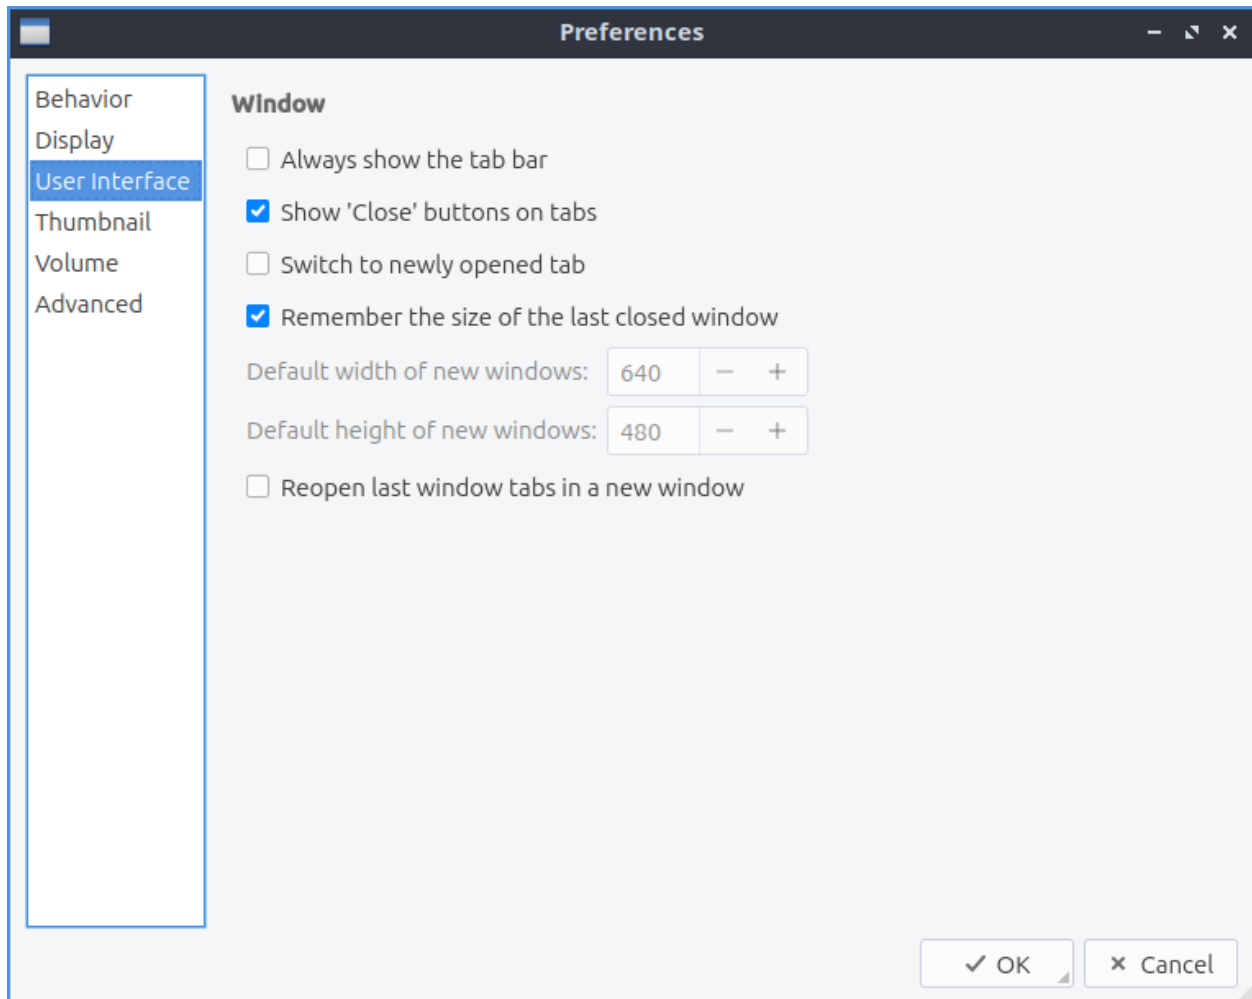 Preferences
Behavior
Display
User Interface
Thumbnail
Volume
Advanced
Window
Always show the tab bar
Show 'Close' buttons on tabs
Switch to newly opened tab
Remember the size of the last closed window
Default width of new windows: 640
Default height of new windows: 480
Reopen last window tabs in a new window
OK Cancel